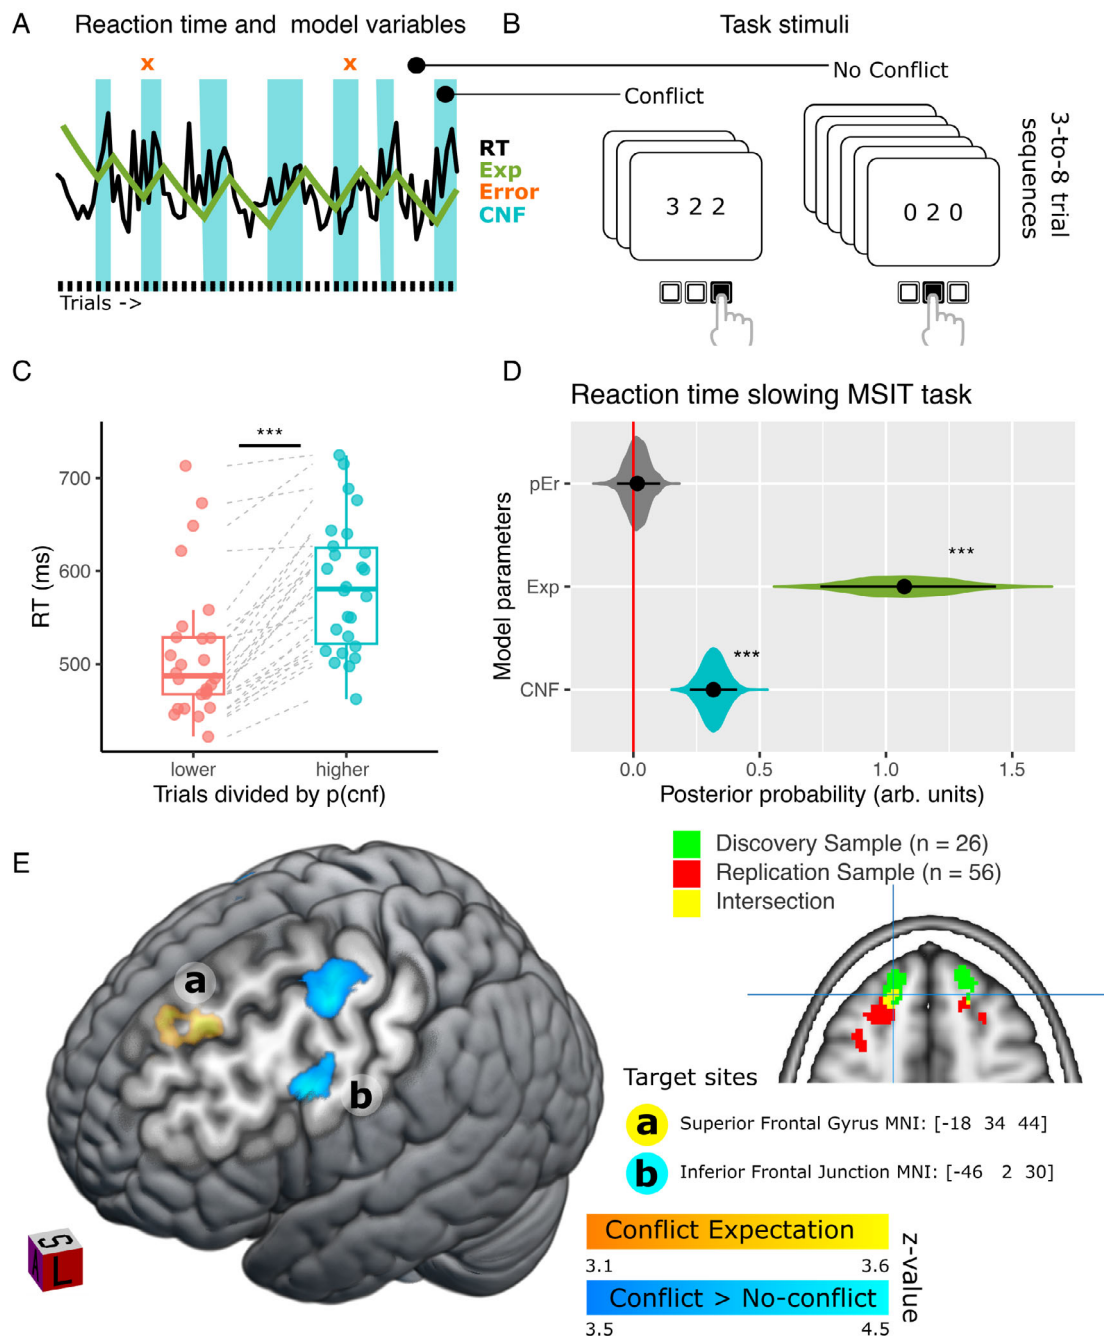 A
Reaction time and model variables
x
x
RT
Exp
Error
CNF
Trials ->
B
Task stimuli
No Conflict
Conflict
3 2 2
0 2 0
3-to-8 trial
sequences
C
***
RT (ms)
700
600
500
lower
higher
Trials divided by p(cnf)
D
Reaction time slowing MSIT task
Model parameters
pEr
Exp
CNF
***
***
0.0
0.5
1.0
1.5
Posterior probability (arb. units)
E
a
b
S
A
L
Discovery Sample (n = 26)
Replication Sample (n = 56)
Intersection
Target sites
a Superior Frontal Gyrus MNI: [-18 34 44]
b Inferior Frontal Junction MNI: [-46 2 30]
Conflict Expectation
3.1
3.6
Conflict > No-conflict
3.5
4.5
z-value